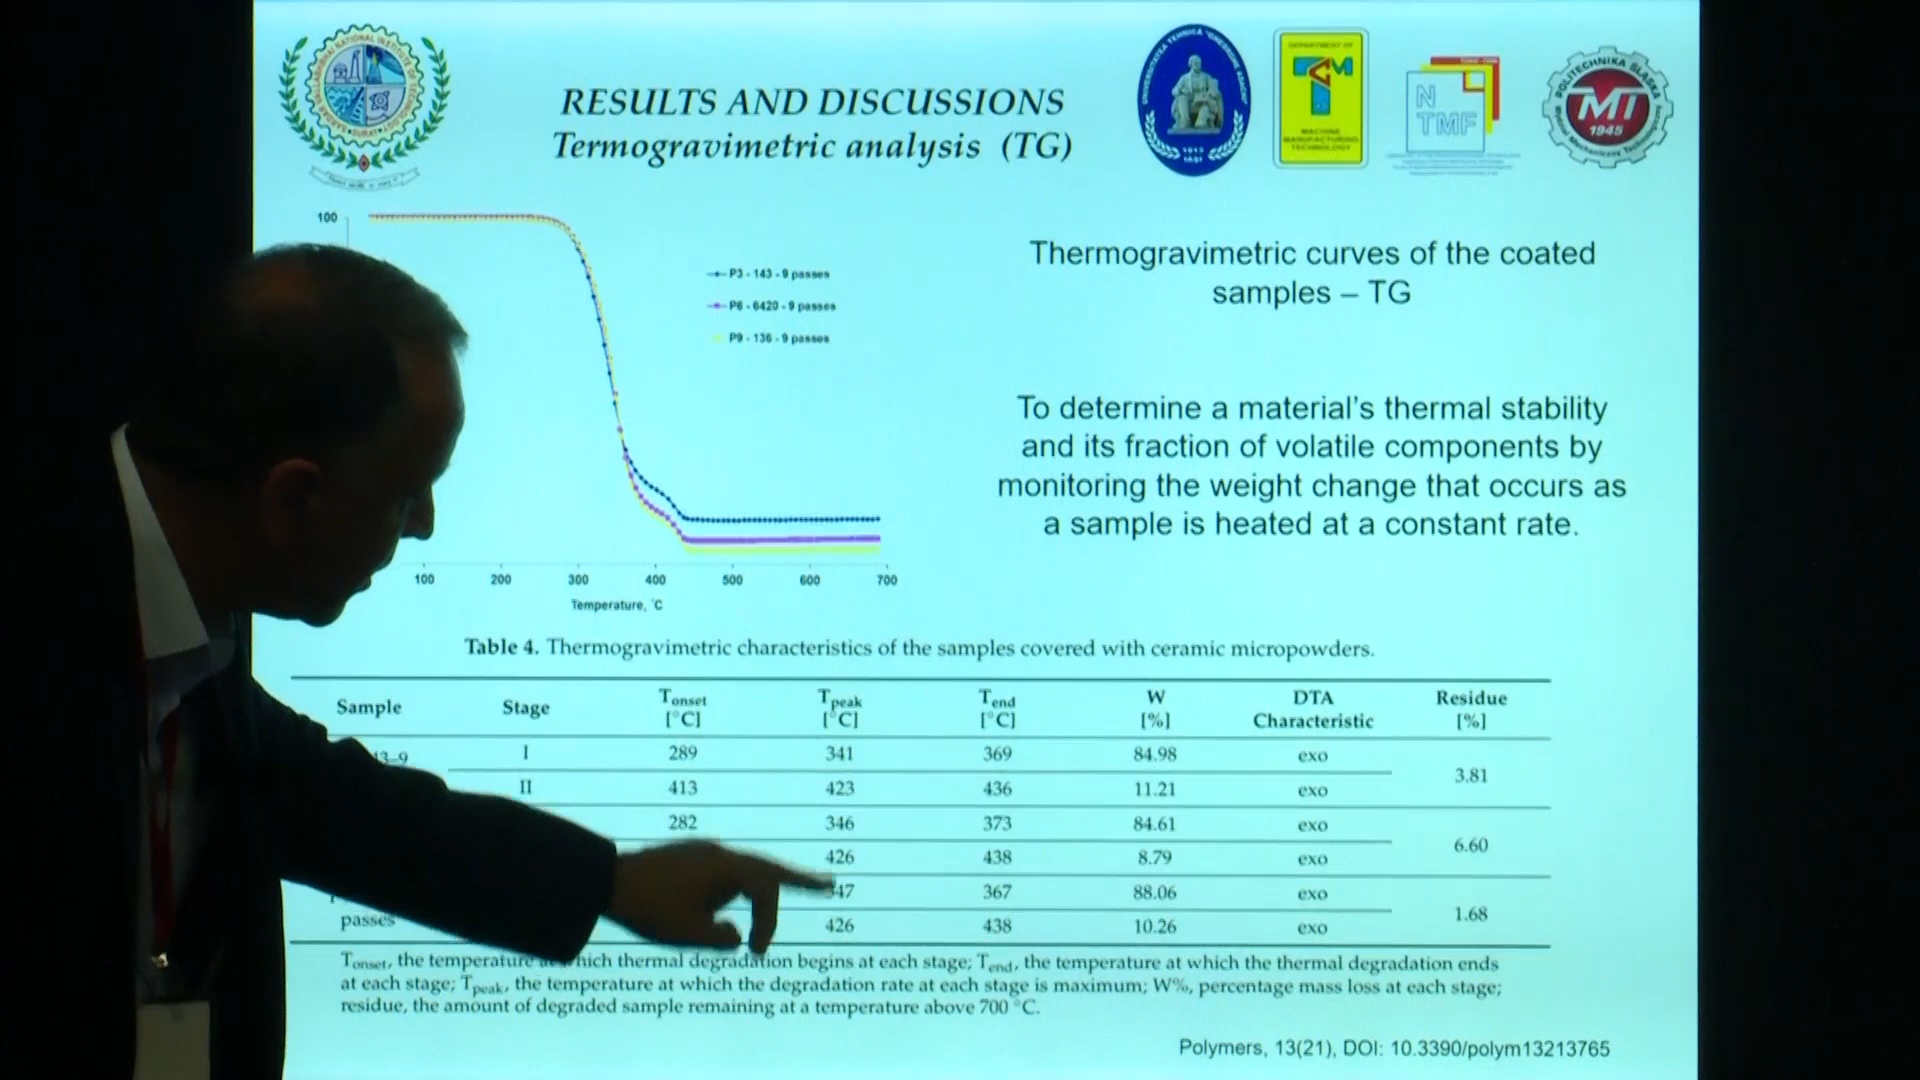 RESULTS AND DISCUSSIONS
Termogravimetric analysis (TG)
DEPARTMENT OF
TCM
MACHINE
MANUFACTURING
TECHNOLOGY
N
TMF
POLITECHNIKA ŚLĄSKA
MT
1945
100
P3 - 143 - 9 passes
P6 - 6420 - 9 passes
P9 - 136 - 9 passes
100 200 300 400 500 600 700
Temperature, °C
Thermogravimetric curves of the coated
samples – TG
To determine a material's thermal stability
and its fraction of volatile components by
monitoring the weight change that occurs as
a sample is heated at a constant rate.
Table 4. Thermogravimetric characteristics of the samples covered with ceramic micropowders.
Sample Stage Tonset [°C] Tpeak [°C] Tend [°C] W [%] DTA Characteristic Residue [%]
I 289 341 369 84.98 exo
3.81
II 413 423 436 11.21 exo
282 346 373 84.61 exo
6.60
426 438 8.79 exo
367 88.06 exo
1.68
passes 426 438 10.26 exo
Tonset, the temperature which thermal degradation begins at each stage; Tend, the temperature at which the thermal degradation ends
at each stage; Tpeak, the temperature at which the degradation rate at each stage is maximum; W%, percentage mass loss at each stage;
residue, the amount of degraded sample remaining at a temperature above 700 °C.
Polymers, 13(21), DOI: 10.3390/polym13213765